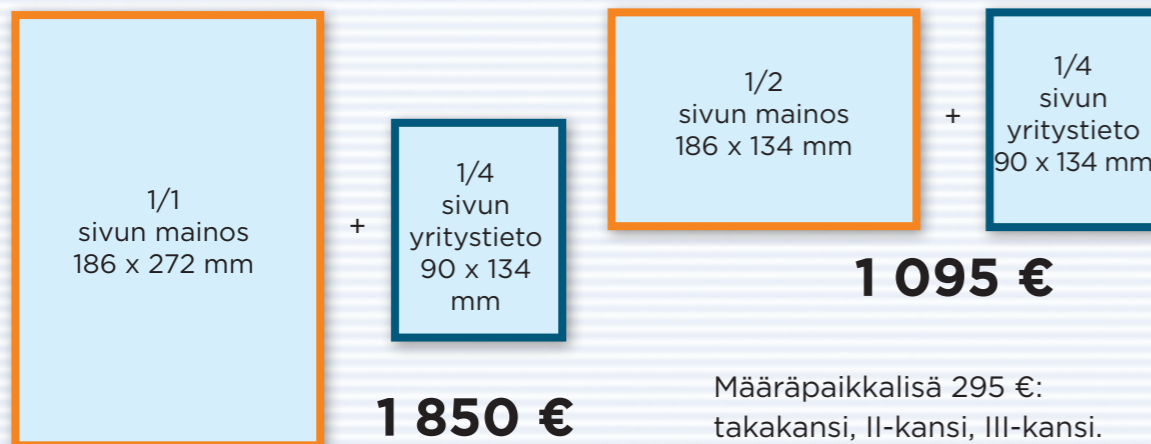 1/1
sivun mainos
186 x 272 mm
+
1/4
sivun
yritystieto
90 x 134
mm
1 850 €
1/2
sivun mainos
186 x 134 mm
+
1/4
sivun
yritystieto
90 x 134 mm
1 095 €
Määräpaikkalisä 295 €:
takakansi, II-kansi, III-kansi.